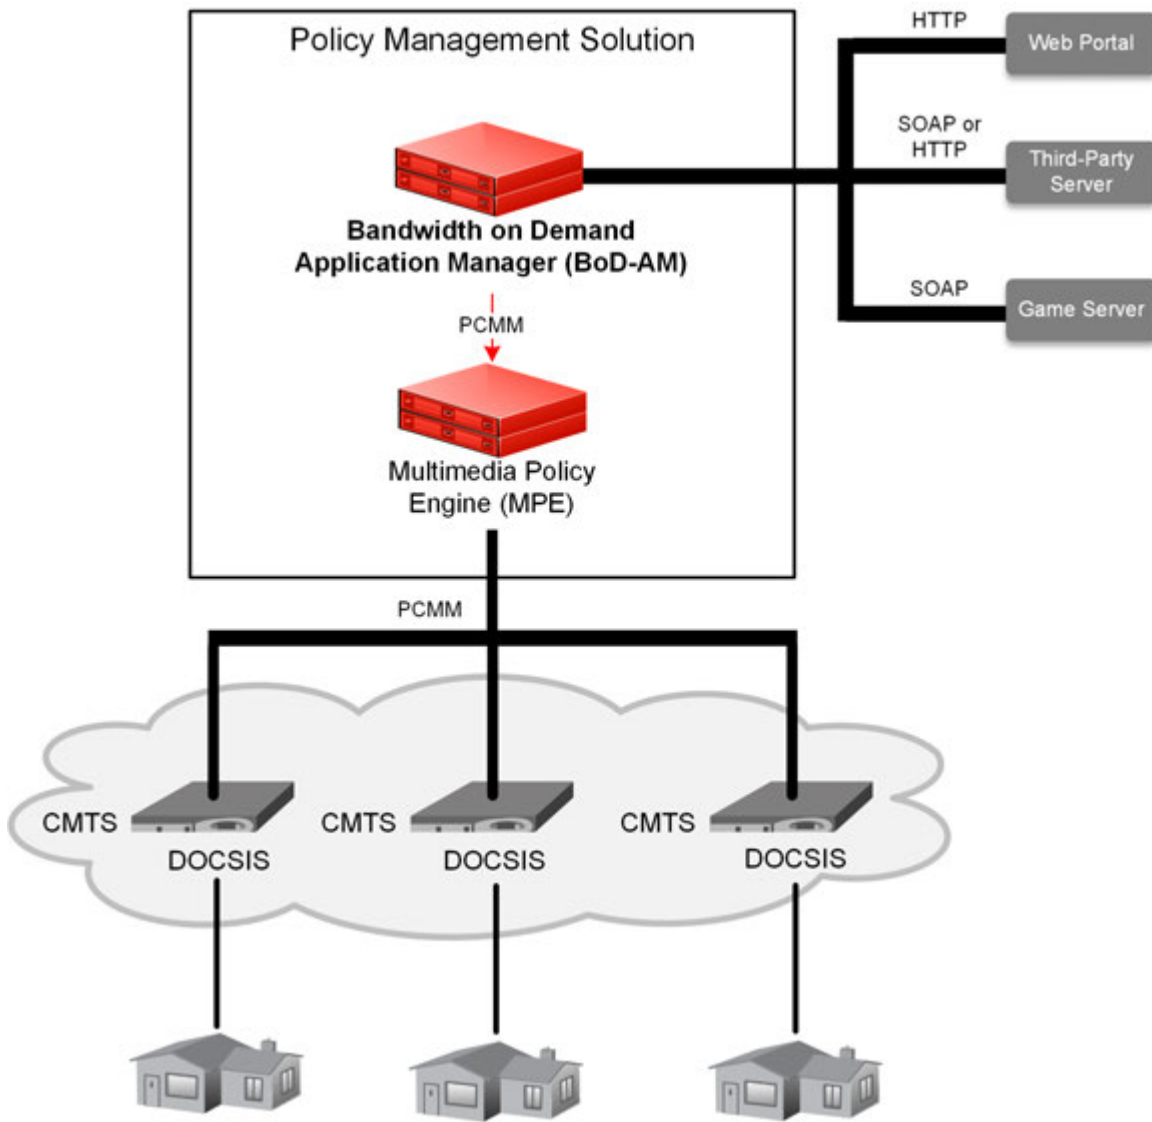 Policy Management Solution
HTTP
Web Portal
SOAP or
HTTP
Third-Party
Server
Bandwidth on Demand
Application Manager (BoD-AM)
SOAP
Game Server
PCMM
Multimedia Policy
Engine (MPE)
PCMM
CMTS
CMTS
CMTS
DOCSIS
DOCSIS
DOCSIS